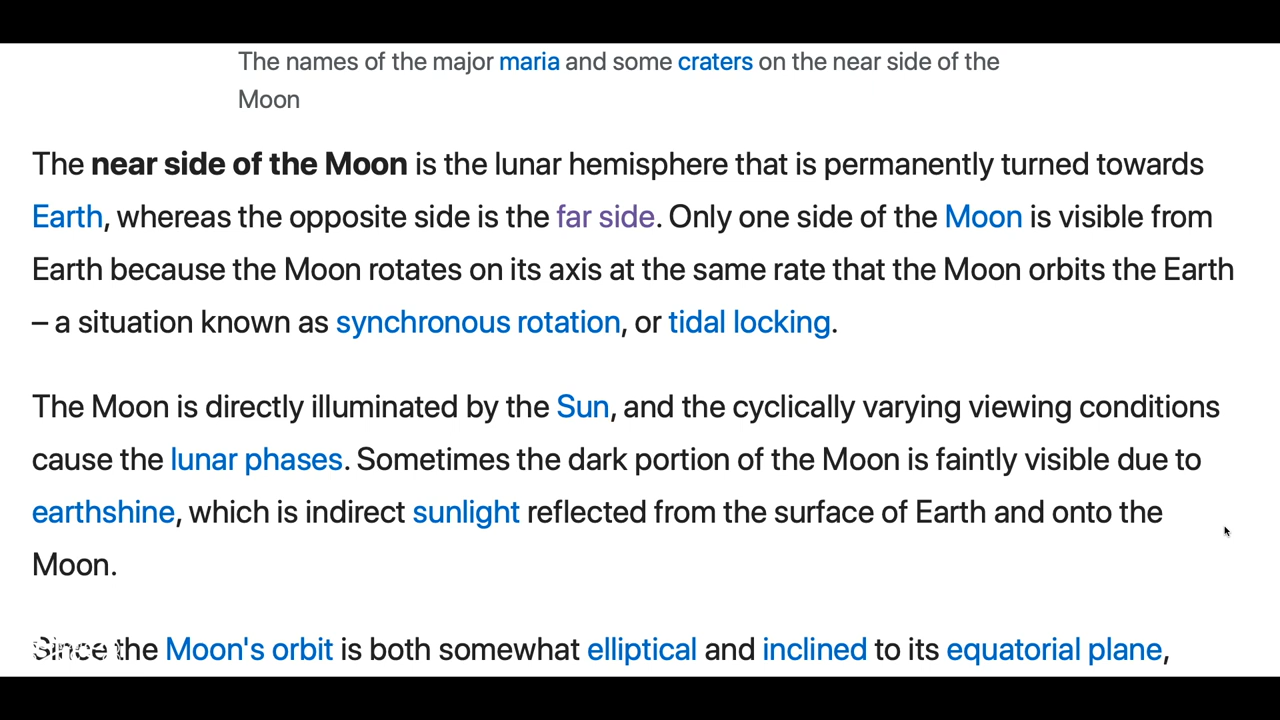 The names of the major maria and some craters on the near side of the
Moon
The near side of the Moon is the lunar hemisphere that is permanently turned towards
Earth, whereas the opposite side is the far side. Only one side of the Moon is visible from
Earth because the Moon rotates on its axis at the same rate that the Moon orbits the Earth
– a situation known as synchronous rotation, or tidal locking.
The Moon is directly illuminated by the Sun, and the cyclically varying viewing conditions
cause the lunar phases. Sometimes the dark portion of the Moon is faintly visible due to
earthshine, which is indirect sunlight reflected from the surface of Earth and onto the
Moon.
Since the Moon's orbit is both somewhat elliptical and inclined to its equatorial plane,